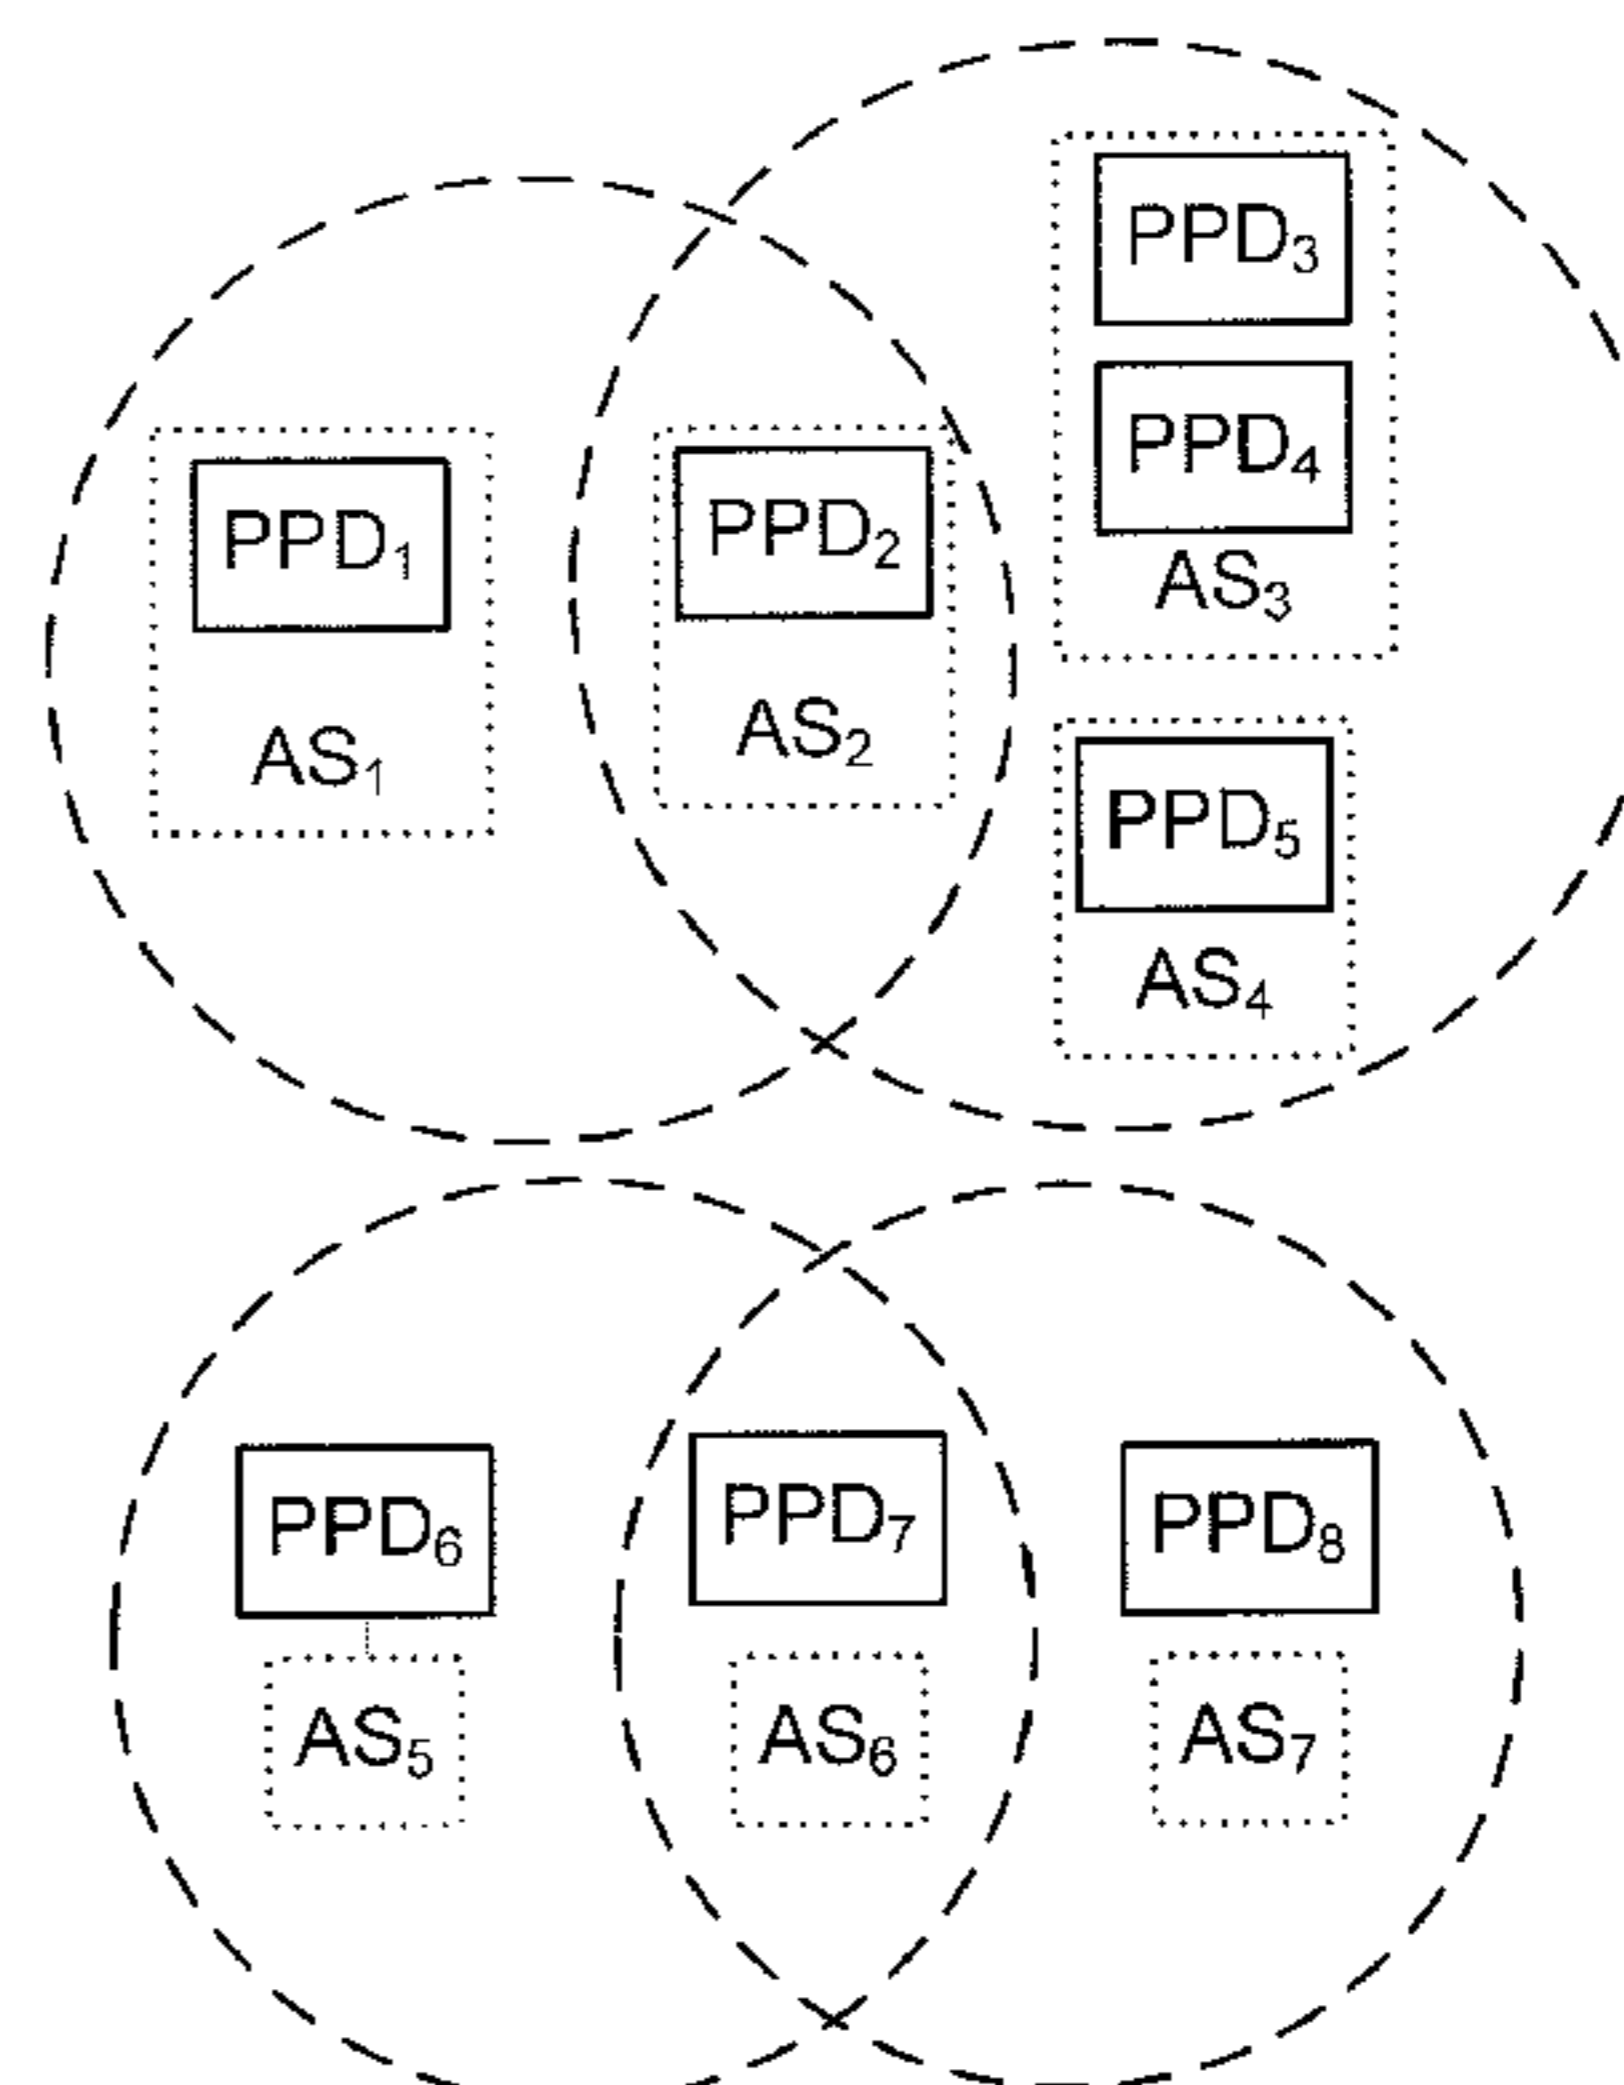 PPD₃
PPD₄
AS₃
PPD₁
AS₁
PPD₂
AS₂
PPD₅
AS₄
PPD₆
AS₅
PPD₇
AS₆
PPD₈
AS₇